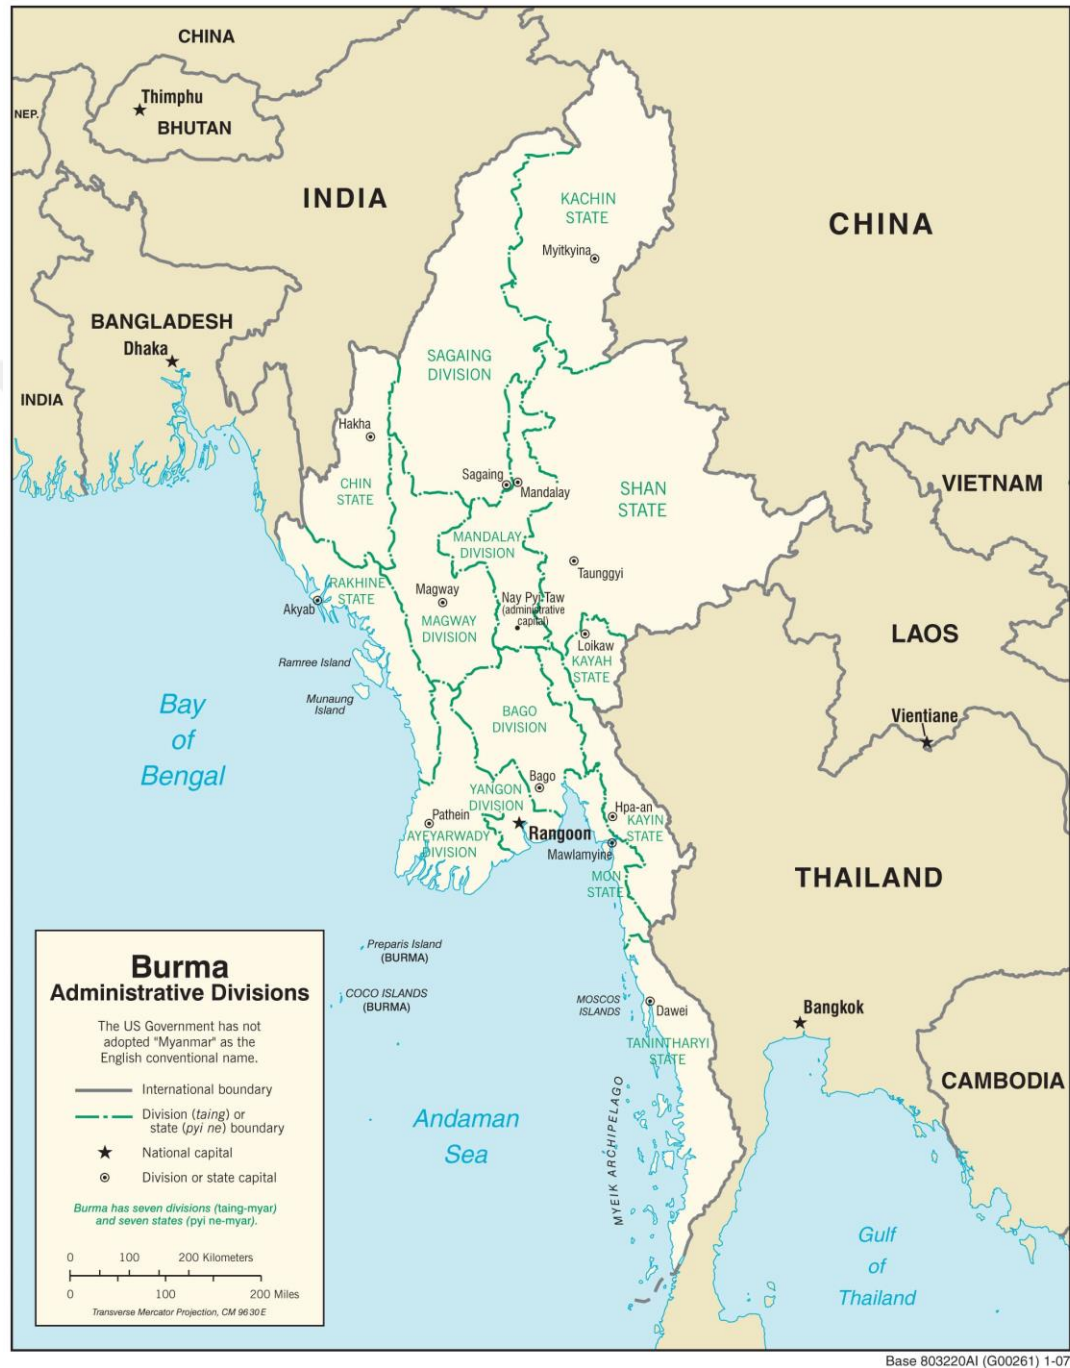 CHINA
Thimphu
NEP.
BHUTAN
INDIA
KACHIN
STATE
CHINA
Myitkyina
BANGLADESH
Dhaka
SAGAING
DIVISION
INDIA
Hakha
CHIN
STATE
Sagaing
Mandalay
SHAN
STATE
VIETNAM
MANDALAY
DIVISION
Taunggyi
RAKHINE
STATE
Akyab
Magway
MAGWAY
DIVISION
Nay Pyi Taw
(administrative
capital)
Loikaw
KAYAH
STATE
LAOS
Ramree Island
Munaung
Island
Bay
of
Bengal
BAGO
DIVISION
Vientiane
Bago
YANGON
DIVISION
Pathein
AYEYARWADY
DIVISION
Rangoon
Hpa-an
KAYIN
STATE
Mawlamyine
MON
STATE
THAILAND
Preparis Island
(BURMA)
COCO ISLANDS
(BURMA)
MOSCOS
ISLANDS
Dawei
Bangkok
TANINTHARYI
STATE
CAMBODIA
MYEIK ARCHIPELAGO
Andaman
Sea
Gulf
of
Thailand
Burma
Administrative Divisions
The US Government has not
adopted "Myanmar" as the
English conventional name.
International boundary
Division (taing) or
state (pyi ne) boundary
National capital
Division or state capital
Burma has seven divisions (taing-myar)
and seven states (pyi ne-myar).
0 100 200 Kilometers
0 100 200 Miles
Transverse Mercator Projection, CM 96 30 E
Base 803220AI (G00261) 1-07